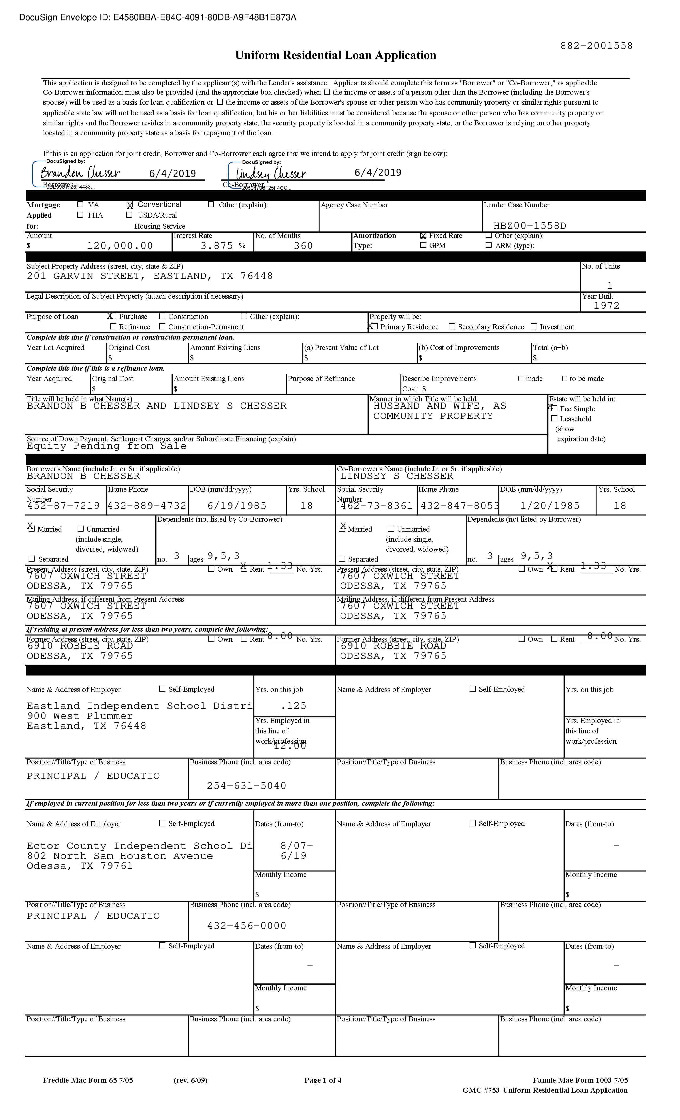 DocuSign Envelope ID: E4580BBA-E84C-4091-80DB-A9F48B1E873A
882-2001558
Uniform Residential Loan Application
This application is designed to be completed by the applicant(s) with the Lender's assistance. Applicants should complete this form as "Borrower" or "Co-Borrower," as applicable.
Co-Borrower information must also be provided (and the appropriate box checked) when ☐ the income or assets of a person other than the Borrower (including the Borrower's
spouse) will be used as a basis for loan qualification or ☐ the income or assets of the Borrower's spouse or other person who has community property or similar rights pursuant to
applicable state law will not be used as a basis for loan qualification, but his or her liabilities must be considered because the spouse or other person who has community property or
similar rights and the Borrower resides in a community property state, the security property is located in a community property state, or the Borrower is relying on other property
located in a community property state as a basis for repayment of the loan.
If this is an application for joint credit, Borrower and Co-Borrower each agree that we intend to apply for joint credit (sign below):
DocuSigned by: DocuSigned by:
Brandon Chesser 6/4/2019 Lindsey Chesser 6/4/2019
Borrower Co-Borrower
Mortgage ☐ VA X Conventional ☐ Other (explain): Agency Case Number Lender Case Number
Applied ☐ FHA ☐ USDA/Rural
for: Housing Service HBZ00-1558D
Amount Interest Rate No. of Months Amortization X Fixed Rate ☐ Other (explain):
$ 120,000.00 3.875 % 360 Type: ☐ GPM ☐ ARM (type):
Subject Property Address (street, city, state & ZIP) No. of Units
201 GARVIN STREET, EASTLAND, TX 76448 1
Legal Description of Subject Property (attach description if necessary) Year Built
1972
Purpose of Loan X Purchase ☐ Construction ☐ Other (explain): Property will be:
☐ Refinance ☐ Construction-Permanent X Primary Residence ☐ Secondary Residence ☐ Investment
Complete this line if construction or construction-permanent loan.
Year Lot Acquired Original Cost Amount Existing Liens (a) Present Value of Lot (b) Cost of Improvements Total (a+b)
$ $ $ $ $
Complete this line if this is a refinance loan.
Year Acquired Original Cost Amount Existing Liens Purpose of Refinance Describe Improvements ☐ made ☐ to be made
$ $ Cost: $
Title will be held in what Name(s) Manner in which Title will be held Estate will be held in:
BRANDON B CHESSER AND LINDSEY S CHESSER HUSBAND AND WIFE, AS COMMUNITY PROPERTY X Fee Simple
☐ Leasehold
(show
expiration date)
Source of Down Payment, Settlement Charges, and/or Subordinate Financing (explain)
Equity Pending from Sale
Borrower's Name (include Jr. or Sr. if applicable) Co-Borrower's Name (include Jr. or Sr. if applicable)
BRANDON B CHESSER LINDSEY S CHESSER
Social Security Number Home Phone DOB (mm/dd/yyyy) Yrs. School Social Security Number Home Phone DOB (mm/dd/yyyy) Yrs. School
452-87-7219 432-889-4732 6/19/1985 18 462-73-8361 432-847-8053 1/20/1985 18
X Married ☐ Unmarried Dependents (not listed by Co-Borrower) X Married ☐ Unmarried Dependents (not listed by Borrower)
(include single, (include single,
divorced, widowed) divorced, widowed)
☐ Separated no. 3 ages 9,5,3 ☐ Separated no. 3 ages 9,5,3
Present Address (street, city, state, ZIP) ☐ Own X Rent 1.33 No. Yrs. Present Address (street, city, state, ZIP) ☐ Own X Rent 1.33 No. Yrs.
7607 OXWICH STREET 7607 OXWICH STREET
ODESSA, TX 79765 ODESSA, TX 79765
Mailing Address, if different from Present Address Mailing Address, if different from Present Address
7607 OXWICH STREET 7607 OXWICH STREET
ODESSA, TX 79765 ODESSA, TX 79765
If residing at present address for less than two years, complete the following:
Former Address (street, city, state, ZIP) ☐ Own ☐ Rent 8.00 No. Yrs. Former Address (street, city, state, ZIP) ☐ Own ☐ Rent 8.00 No. Yrs.
6910 ROBBIE ROAD 6910 ROBBIE ROAD
ODESSA, TX 79765 ODESSA, TX 79765
Name & Address of Employer ☐ Self-Employed Yrs. on this job Name & Address of Employer ☐ Self-Employed Yrs. on this job
Eastland Independent School Distri .125
900 West Plummer Yrs. Employed in Yrs. Employed in
Eastland, TX 76448 this line of this line of
work/profession work/profession
12.00
Position/Title/Type of Business Business Phone (incl. area code) Position/Title/Type of Business Business Phone (incl. area code)
PRINCIPAL / EDUCATIO
254-631-5040
If employed in current position for less than two years or if currently employed in more than one position, complete the following:
Name & Address of Employer ☐ Self-Employed Dates (from-to) Name & Address of Employer ☐ Self-Employed Dates (from-to)
Ector County Independent School Di 8/07- –
802 North Sam Houston Avenue 6/19
Odessa, TX 79761
Monthly Income Monthly Income
$ $
Position/Title/Type of Business Business Phone (incl. area code) Position/Title/Type of Business Business Phone (incl. area code)
PRINCIPAL / EDUCATIO
432-456-0000
Name & Address of Employer ☐ Self-Employed Dates (from-to) Name & Address of Employer ☐ Self-Employed Dates (from-to)
– –
Monthly Income Monthly Income
$ $
Position/Title/Type of Business Business Phone (incl. area code) Position/Title/Type of Business Business Phone (incl. area code)
Freddie Mac Form 65 7/05 (rev. 6/09) Page 1 of 4 Fannie Mae Form 1003 7/05
GMC #753 Uniform Residential Loan Application